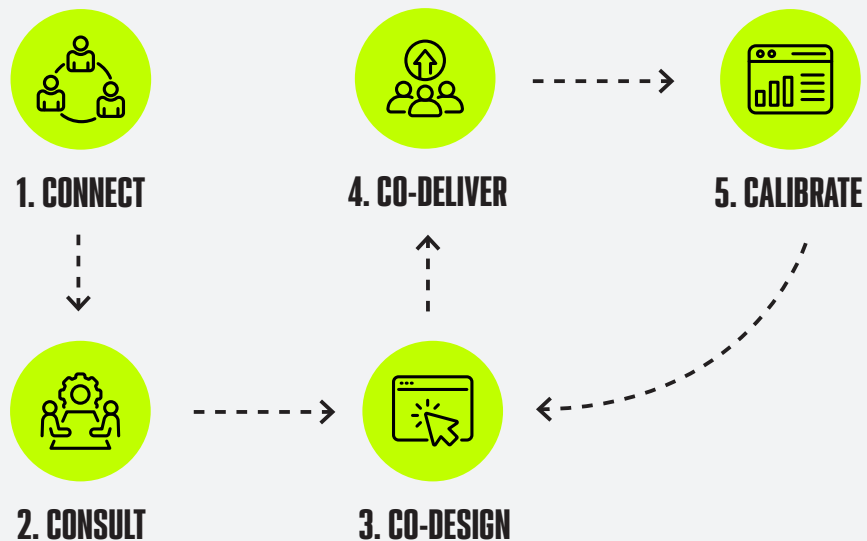 1. CONNECT
4. CO-DELIVER
5. CALIBRATE
2. CONSULT
3. CO-DESIGN